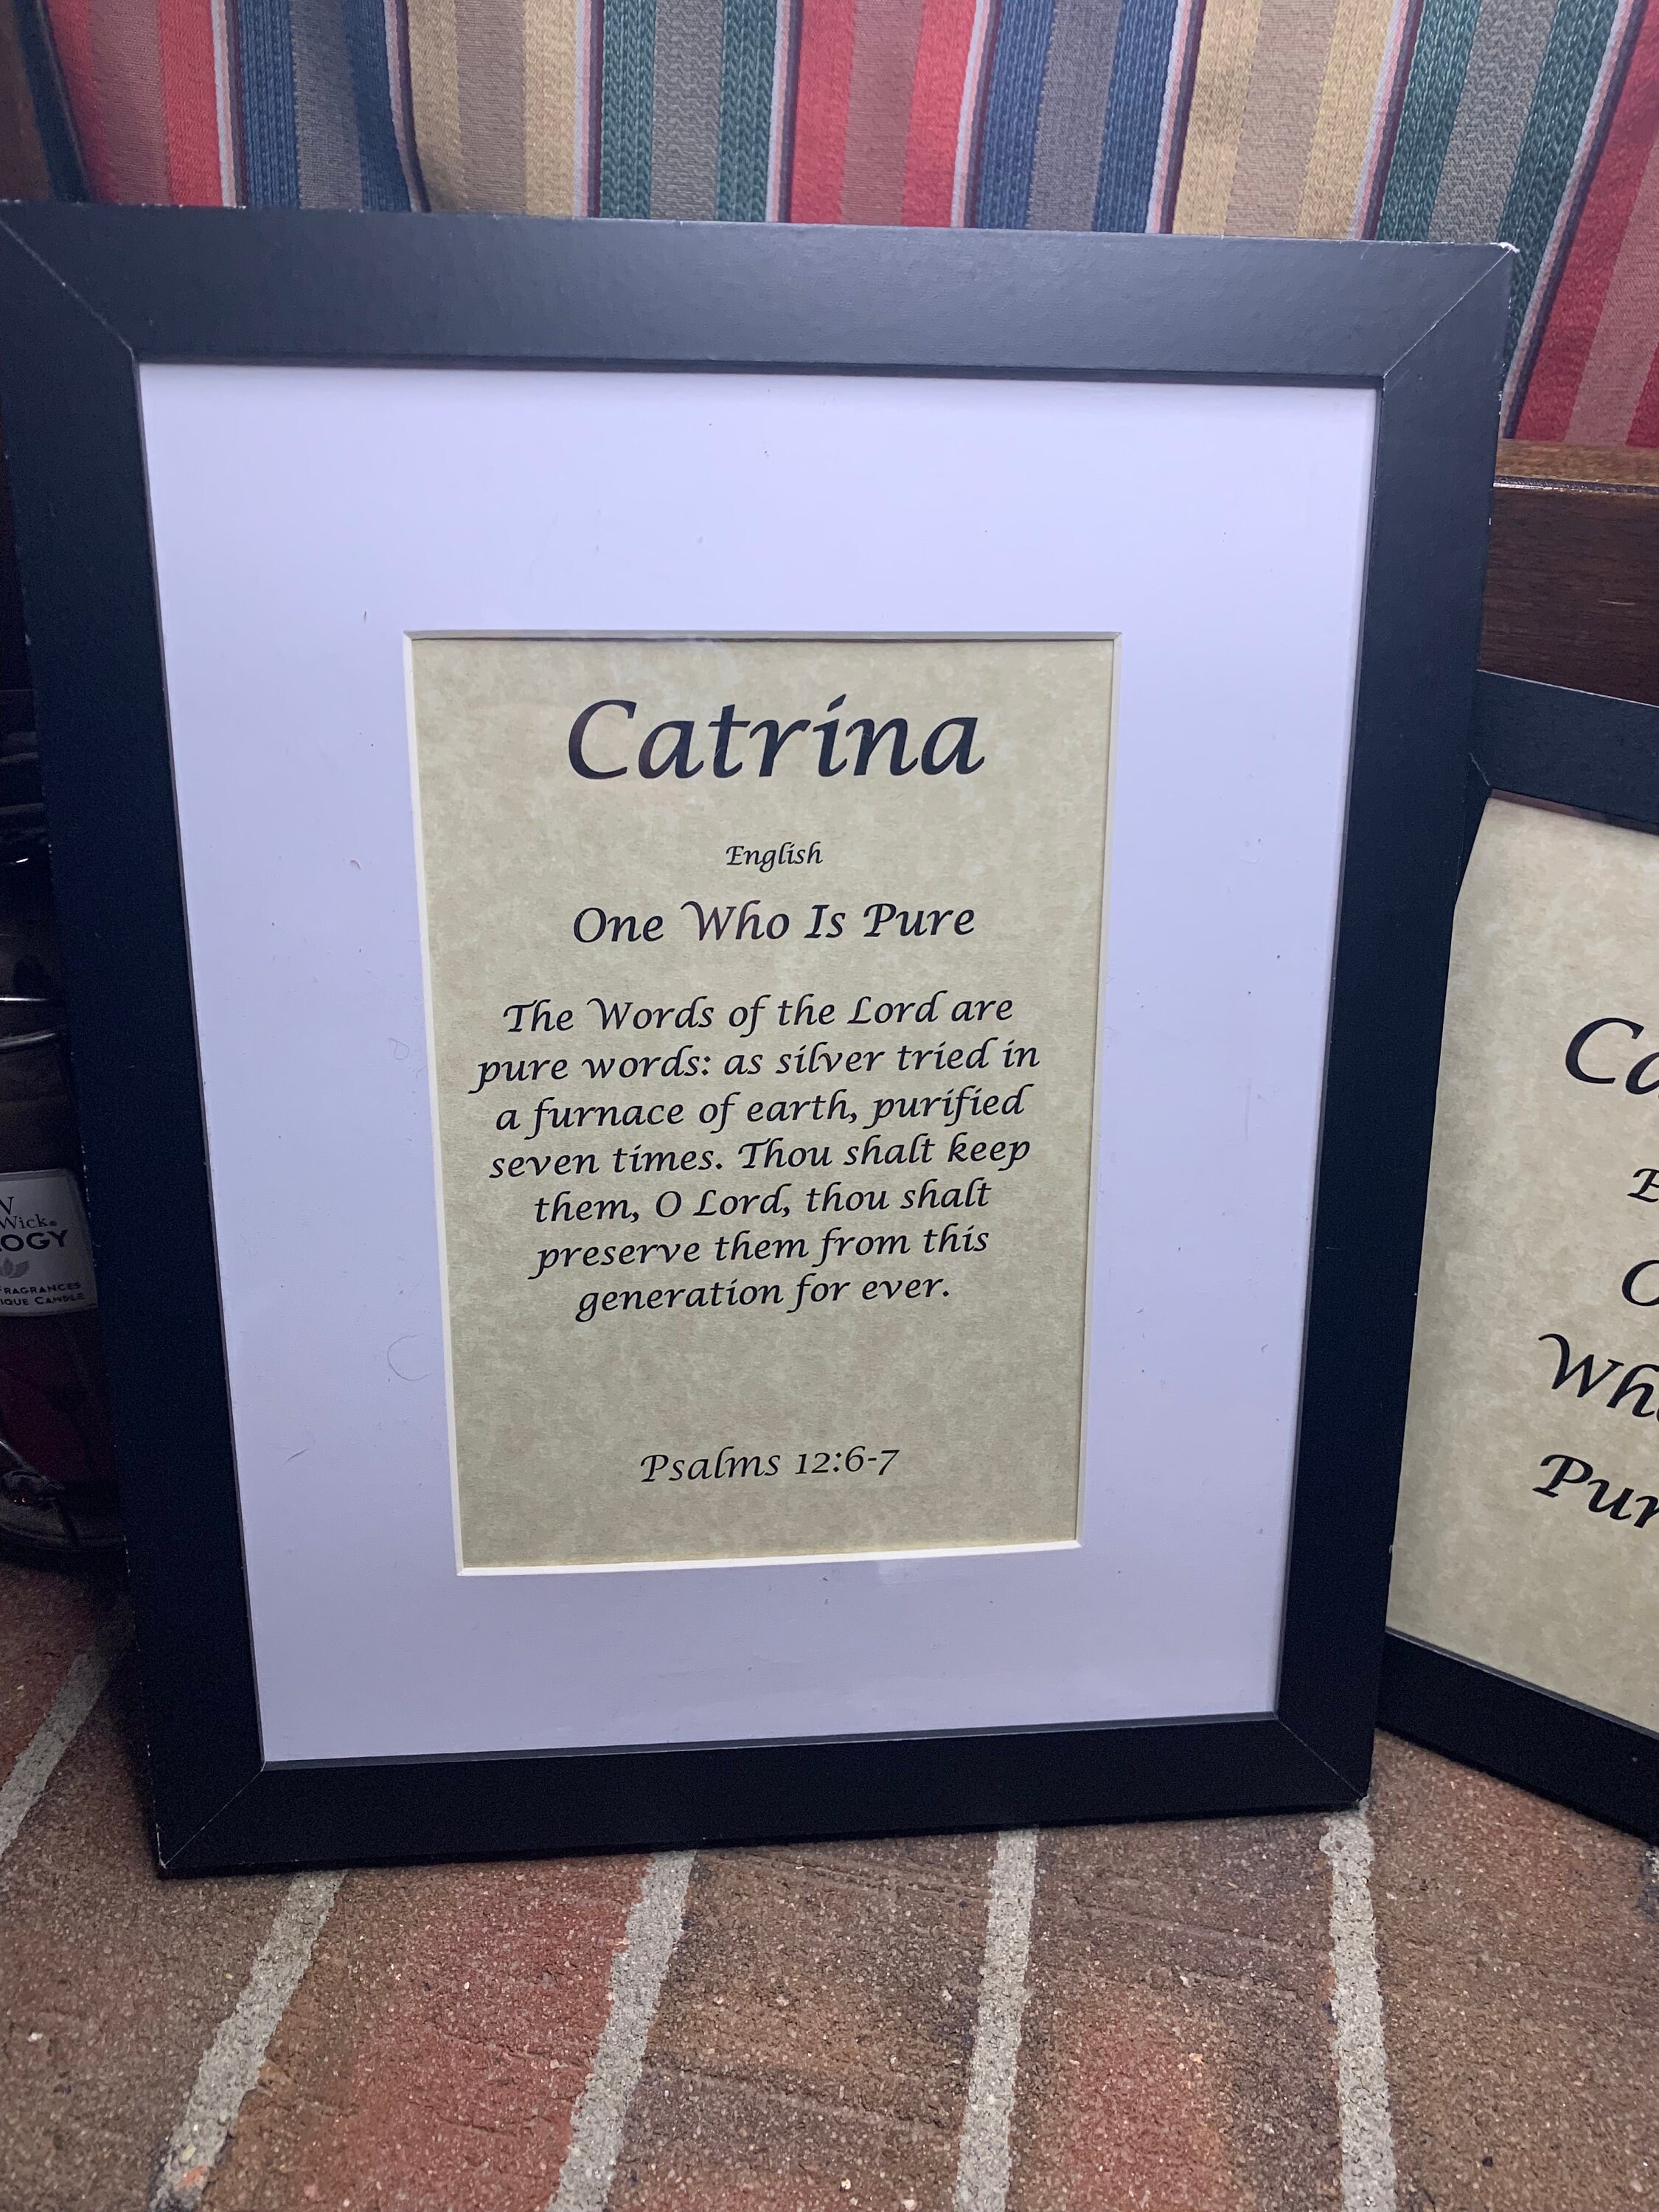 Catrina
English
One Who Is Pure
The Words of the Lord are
pure words: as silver tried in
a furnace of earth, purified
seven times. Thou shalt keep
them, O Lord, thou shalt
preserve them from this
generation for ever.
Psalms 12:6-7